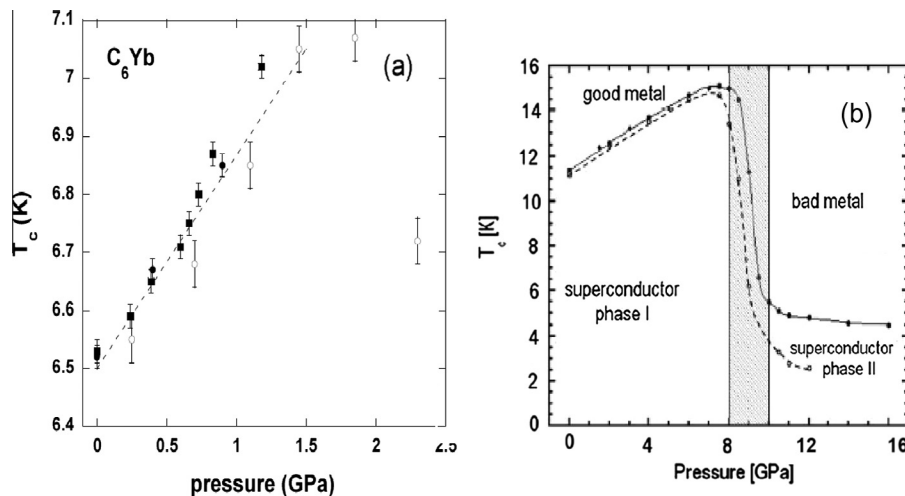 7.1
7
6.9
6.8
6.7
6.6
6.5
6.4
T_c (K)
C₆Yb
(a)
0
0.5
1
1.5
2
2.5
pressure (GPa)
16
14
12
10
8
6
4
2
0
T_c [K]
good metal
(b)
bad metal
superconductor
phase I
superconductor
phase II
0
4
8
12
16
Pressure [GPa]